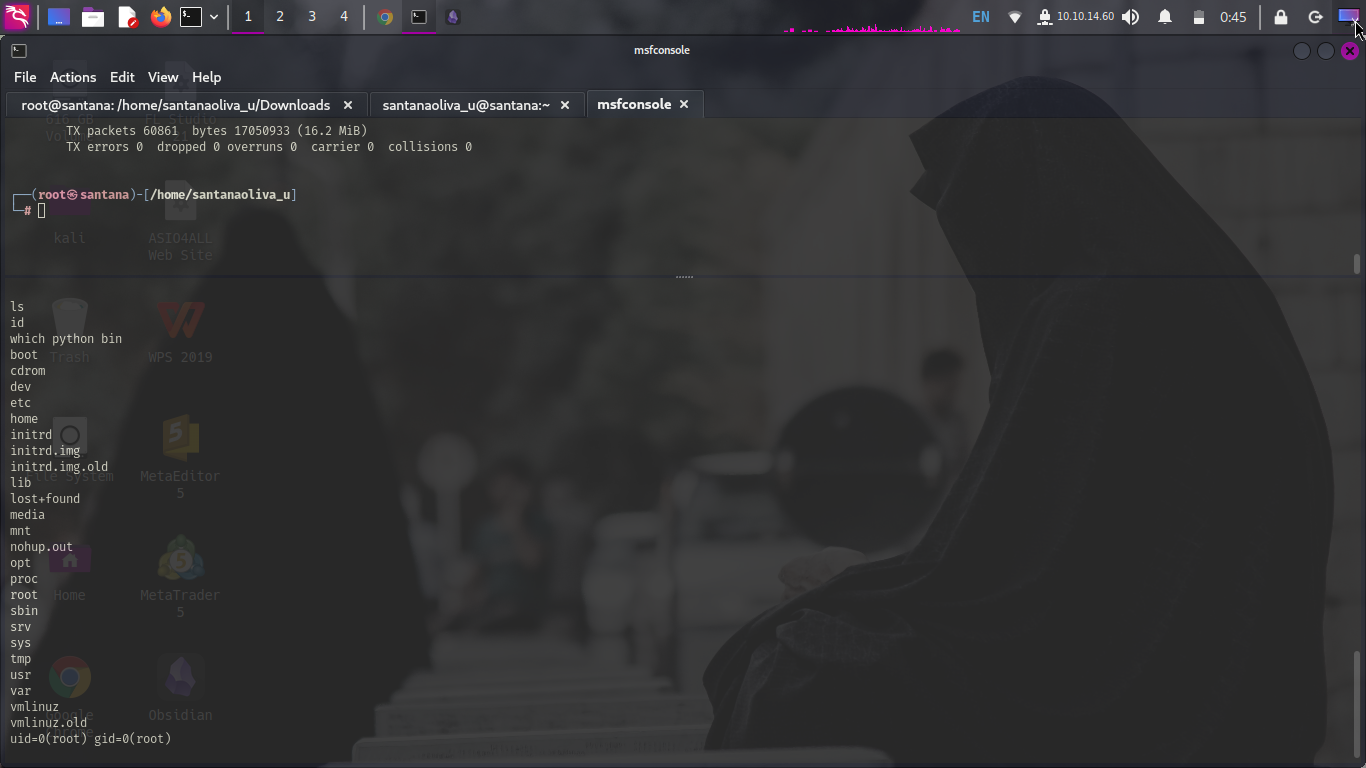 1 2 3 4 EN 10.10.14.60 0:45
msfconsole
File Actions Edit View Help
root@santana: /home/santanaoliva_u/Downloads santanaoliva_u@santana:~ msfconsole
TX packets 60861 bytes 17050933 (16.2 MiB)
TX errors 0 dropped 0 overruns 0 carrier 0 collisions 0
┌──(root㉿santana)-[/home/santanaoliva_u]
└─#
kali ASIO4ALL
Web Site
ls
id
which python bin
boot
Trash WPS 2019
cdrom
dev
etc
home
initrd
initrd.img
initrd.img.old
File System MetaEditor
5
lib
lost+found
media
mnt
nohup.out
opt
proc
root
Home MetaTrader
5
sbin
srv
sys
tmp
usr
var
vmlinuz
Google Obsidian
vmlinuz.old
uid=0(root) gid=0(root)